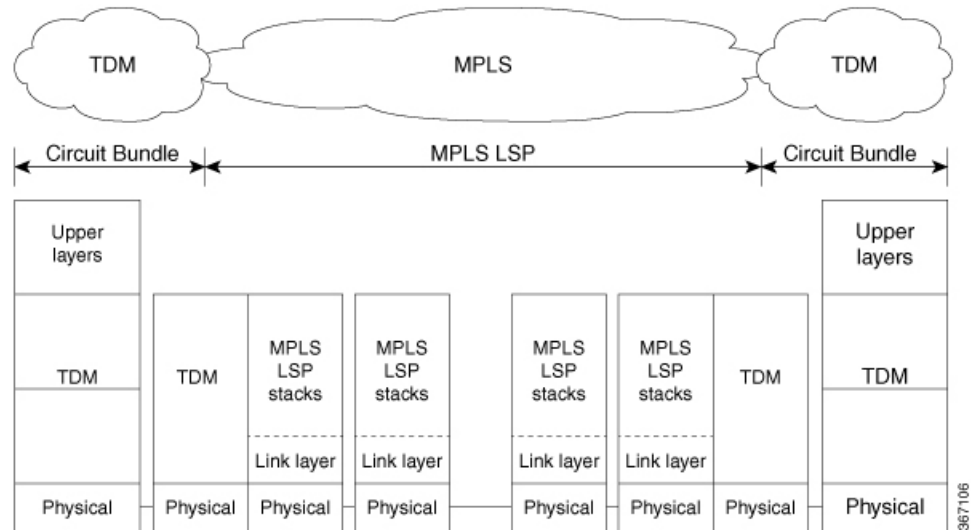 TDM
MPLS
TDM
Circuit Bundle
MPLS LSP
Circuit Bundle
Upper
layers
Upper
layers
TDM
TDM
MPLS
LSP
stacks
MPLS
LSP
stacks
MPLS
LSP
stacks
MPLS
LSP
stacks
TDM
TDM
Link layer
Link layer
Link layer
Link layer
Physical
Physical
Physical
Physical
Physical
Physical
Physical
Physical
367106